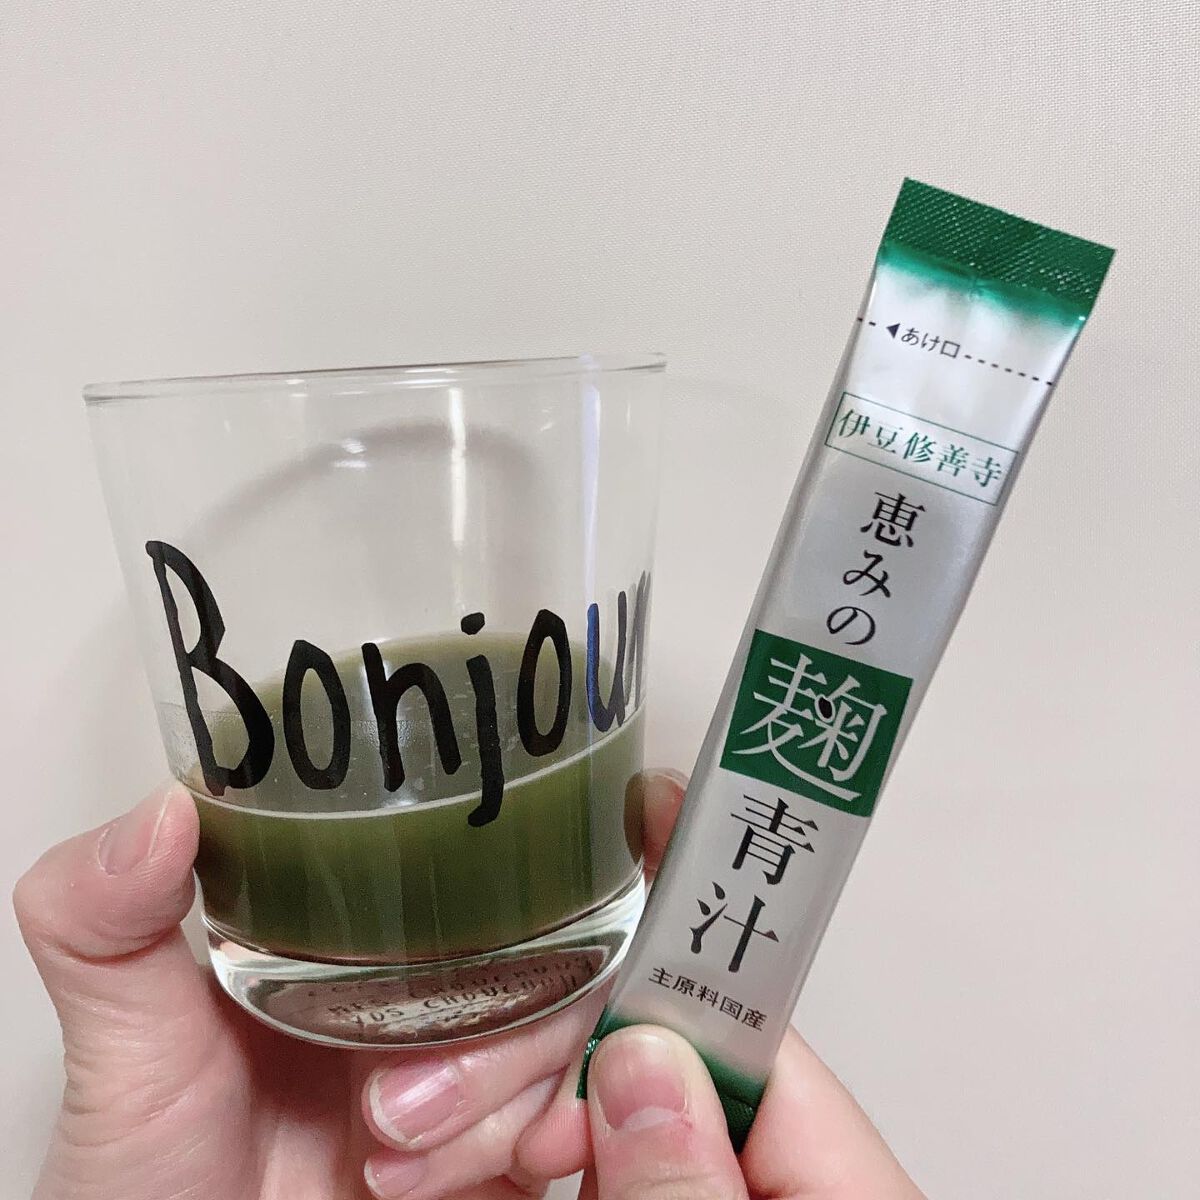 Bonjour
◀あけ口
伊豆修善寺
恵みの
麹
青汁
主原料国産